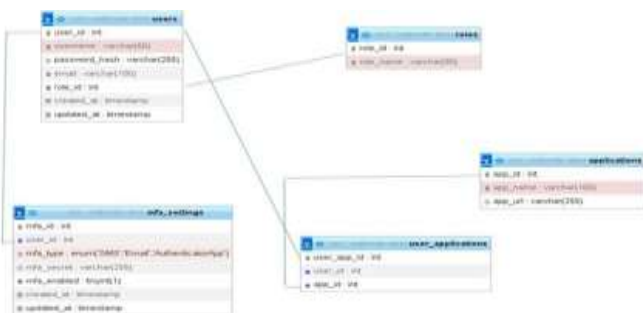 users
user_id : int
username : varchar(50)
password_hash : varchar(255)
email : varchar(100)
role_id : int
created_at : timestamp
updated_at : timestamp
roles
role_id : int
role_name : varchar(50)
applications
app_id : int
app_name : varchar(100)
app_url : varchar(255)
mfa_settings
mfa_id : int
user_id : int
mfa_type : enum('SMS','Email','AuthenticatorApp')
mfa_secret : varchar(255)
mfa_enabled : tinyint(1)
created_at : timestamp
updated_at : timestamp
user_applications
user_app_id : int
user_id : int
app_id : int